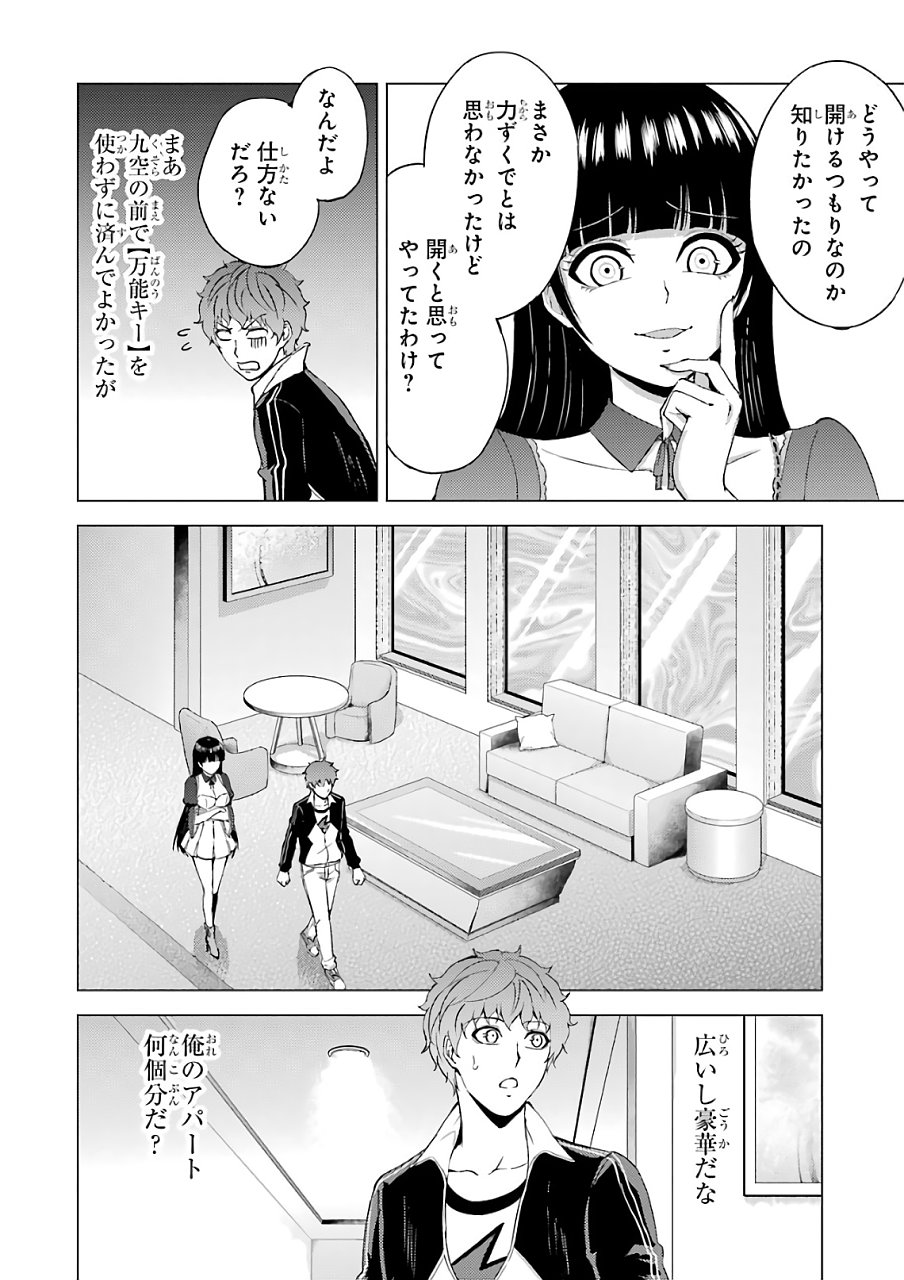 どうやって
開けるつもりなのか
知りたかったの
まさか
力ずくでとは
思わなかったけど
開くと思って
やってたわけ？
なんだよ
仕方ない
だろ？
まあ
九空の前で【万能キー】を
使わずに済んでよかったが
広いし豪華だな
俺のアパート
何個分だ？